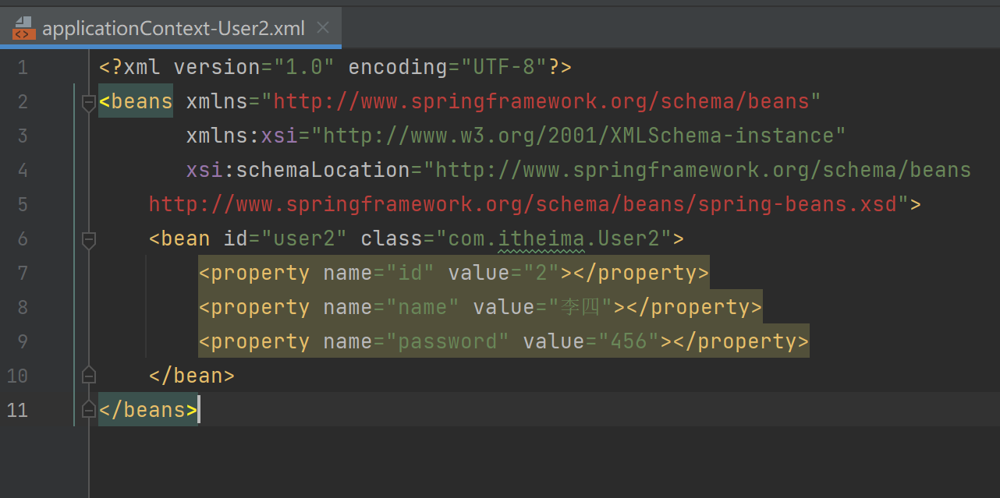 applicationContext-User2.xml
1 <?xml version="1.0" encoding="UTF-8"?>
2 <beans xmlns="http://www.springframework.org/schema/beans"
3 xmlns:xsi="http://www.w3.org/2001/XMLSchema-instance"
4 xsi:schemaLocation="http://www.springframework.org/schema/beans
5 http://www.springframework.org/schema/beans/spring-beans.xsd">
6 <bean id="user2" class="com.itheima.User2">
7 <property name="id" value="2"></property>
8 <property name="name" value="李四"></property>
9 <property name="password" value="456"></property>
10 </bean>
11 </beans>